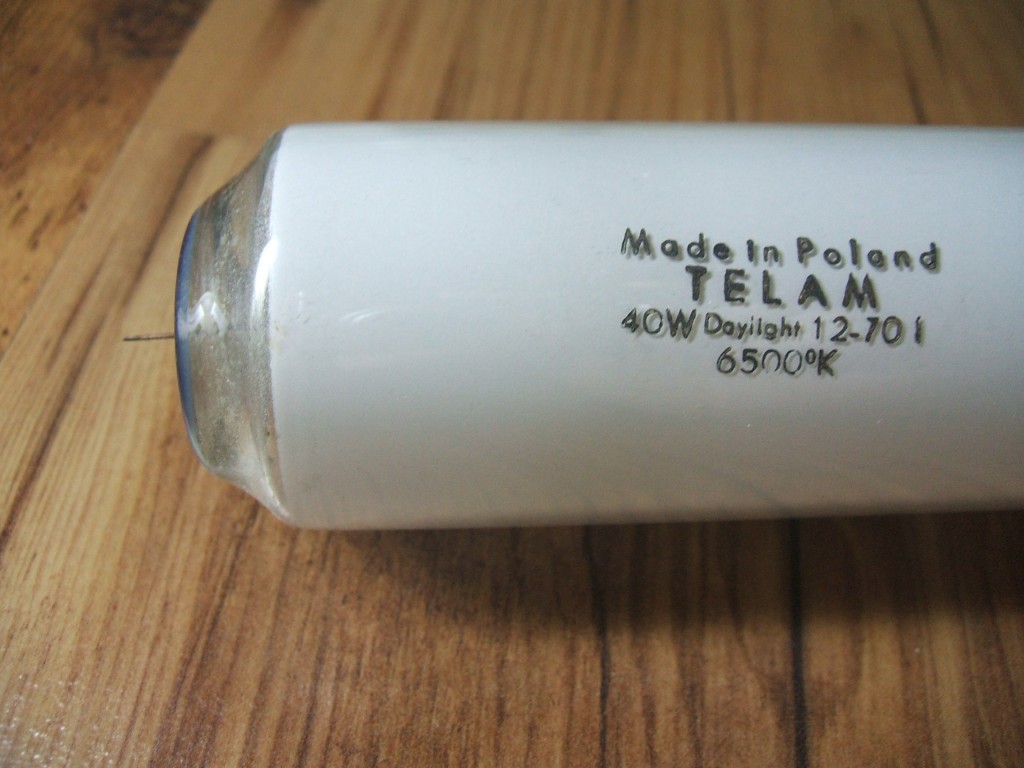 Made in Poland
TELAM
40W Daylight 12-70 I
6500°K